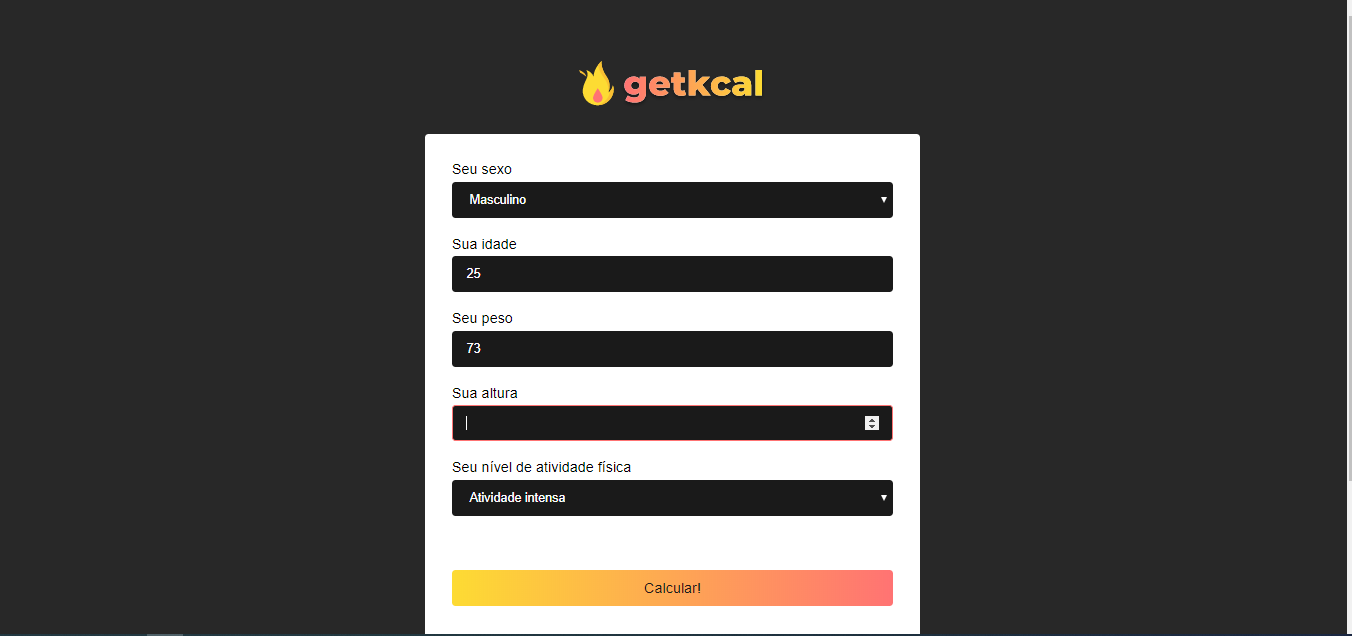 getkcal
Seu sexo
Masculino
Sua idade
25
Seu peso
73
Sua altura
Seu nível de atividade física
Atividade intensa
Calcular!